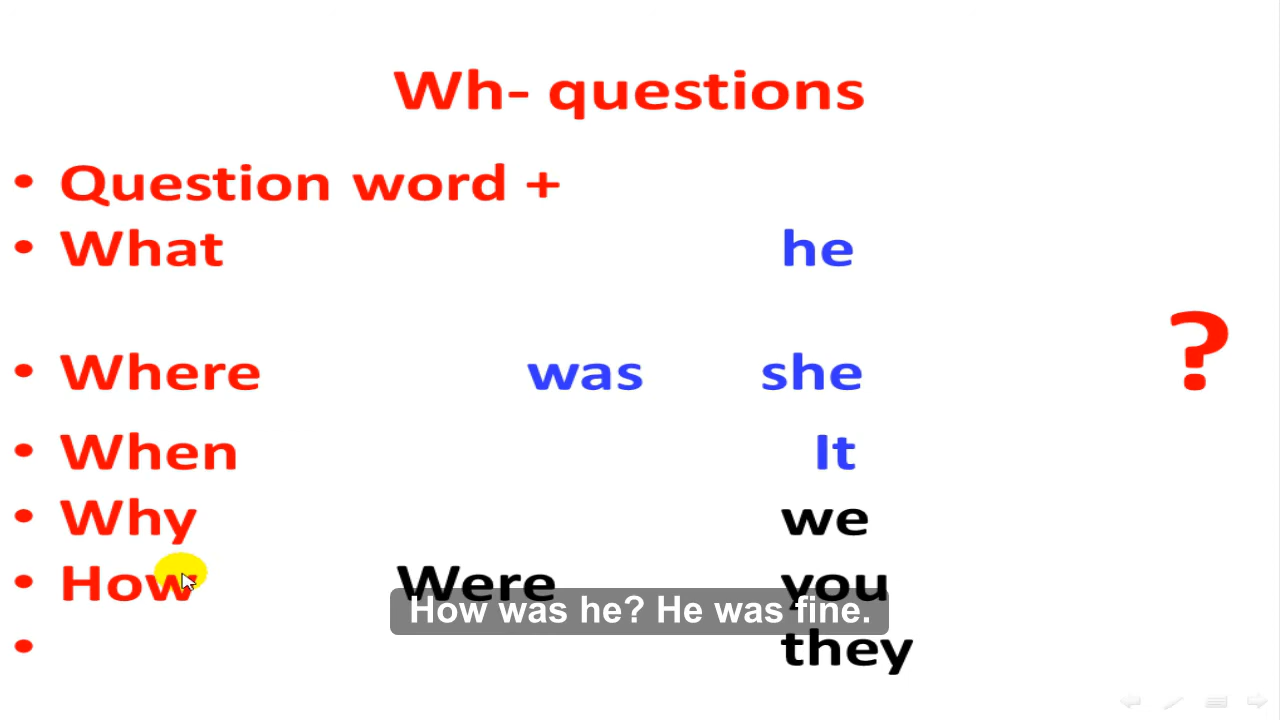 Wh- questions
• Question word +
• What he
?
• Where was she
• When It
• Why we
• How Were you
How was he? He was fine.
• they